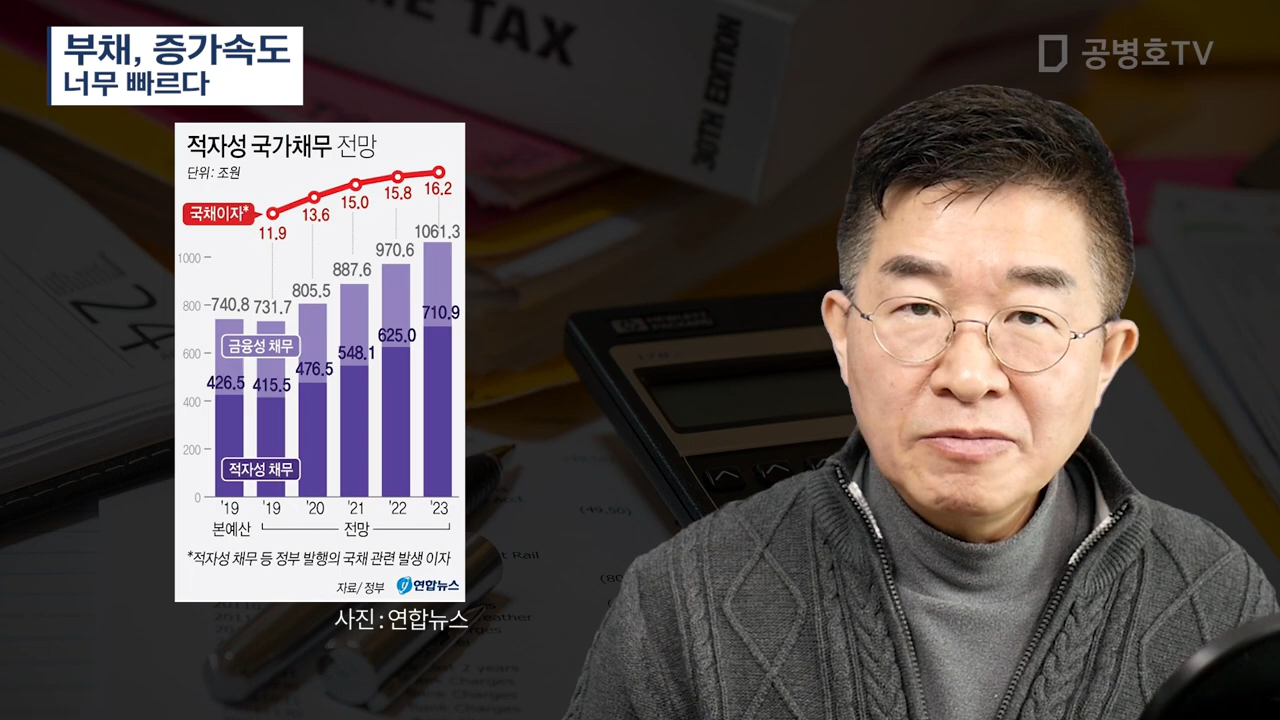 부채, 증가속도
너무 빠르다
공병호TV
ME TAX
30TH EDITION
24
적자성 국가채무 전망
단위: 조원
국채이자*
11.9
13.6
15.0
15.8
16.2
1000
800
600
400
200
0
740.8
731.7
805.5
887.6
970.6
1061.3
금융성 채무
426.5
415.5
476.5
548.1
625.0
710.9
적자성 채무
'19
'19
'20
'21
'22
'23
본예산
전망
*적자성 채무 등 정부 발행의 국채 관련 발생 이자
자료/정부
연합뉴스
사진 : 연합뉴스
(49.50)